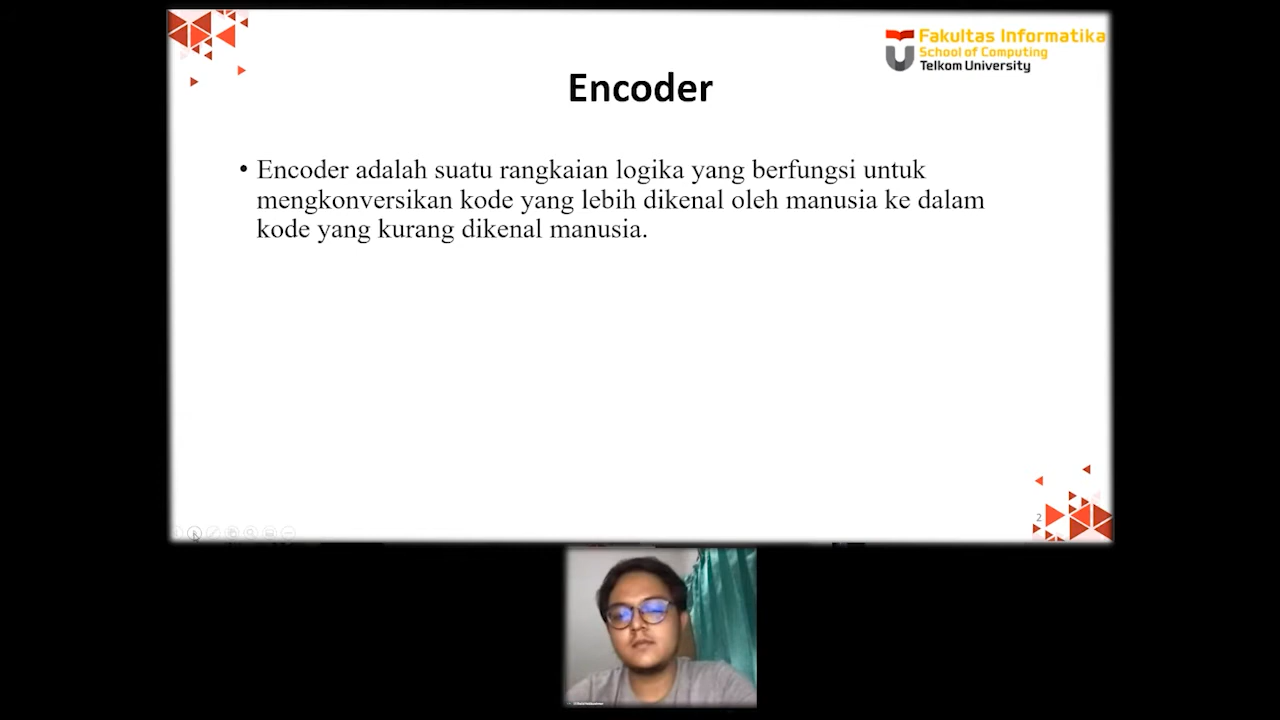 Fakultas Informatika
School of Computing
Telkom University
Encoder
• Encoder adalah suatu rangkaian logika yang berfungsi untuk
mengkonversikan kode yang lebih dikenal oleh manusia ke dalam
kode yang kurang dikenal manusia.
2